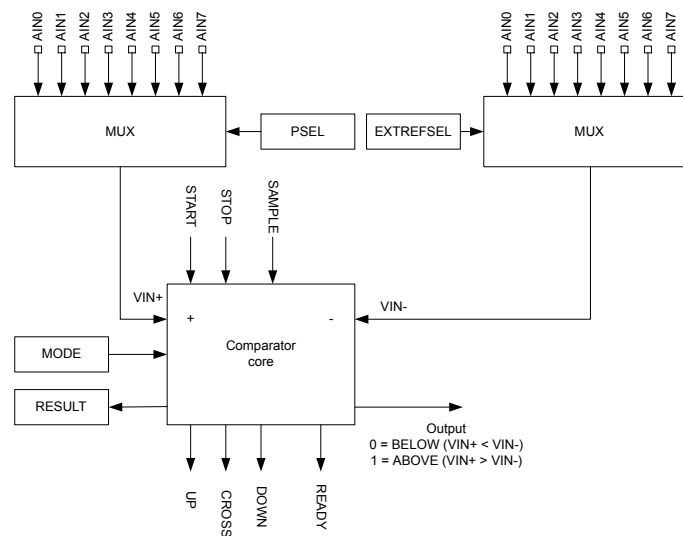 AIN0 AIN1 AIN2 AIN3 AIN4 AIN5 AIN6 AIN7
AIN0 AIN1 AIN2 AIN3 AIN4 AIN5 AIN6 AIN7
MUX
PSEL
EXTREFSEL
MUX
START
STOP
SAMPLE
VIN+
VIN-
+
-
Comparator
core
MODE
RESULT
Output
0 = BELOW (VIN+ < VIN-)
1 = ABOVE (VIN+ > VIN-)
UP
CROSS
DOWN
READY